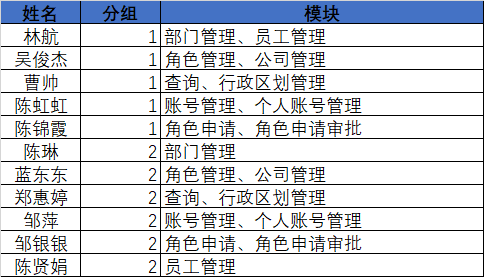 姓名 分组 模块
林航 1 部门管理、员工管理
吴俊杰 1 角色管理、公司管理
曹帅 1 查询、行政区划管理
陈虹虹 1 账号管理、个人账号管理
陈锦霞 1 角色申请、角色申请审批
陈琳 2 部门管理
蓝东东 2 角色管理、公司管理
郑惠婷 2 查询、行政区划管理
邹萍 2 账号管理、个人账号管理
邹银银 2 角色申请、角色申请审批
陈贤娟 2 员工管理